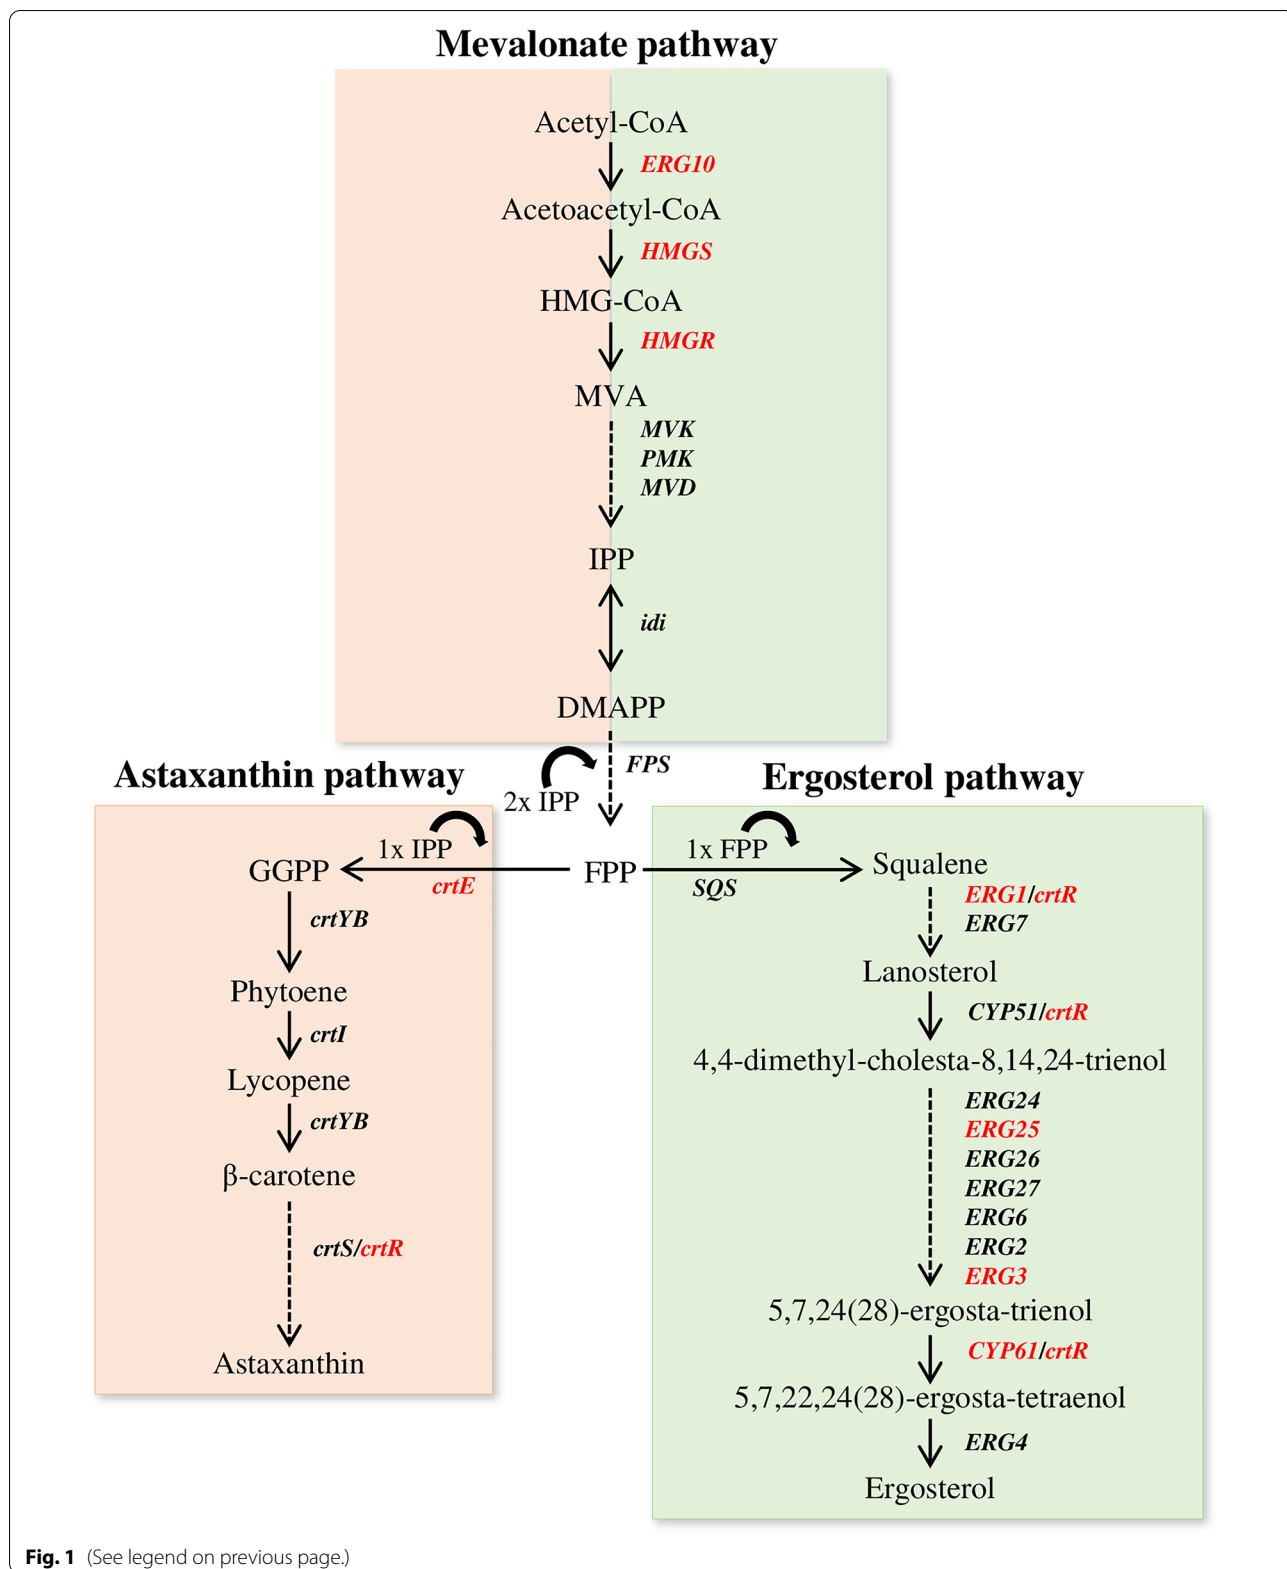 Mevalonate pathway
Acetyl-CoA
ERG10
Acetoacetyl-CoA
HMGS
HMG-CoA
HMGR
MVA
MVK
PMK
MVD
IPP
idi
DMAPP
FPS
2x IPP
Astaxanthin pathway
1x IPP
GGPP
crtE
FPP
crtYB
Phytoene
crtI
Lycopene
crtYB
β-carotene
crtS/crtR
Astaxanthin
Ergosterol pathway
1x FPP
SQS
Squalene
ERG1/crtR
ERG7
Lanosterol
CYP51/crtR
4,4-dimethyl-cholesta-8,14,24-trienol
ERG24
ERG25
ERG26
ERG27
ERG6
ERG2
ERG3
5,7,24(28)-ergosta-trienol
CYP61/crtR
5,7,22,24(28)-ergosta-tetraenol
ERG4
Ergosterol
Fig. 1 (See legend on previous page.)